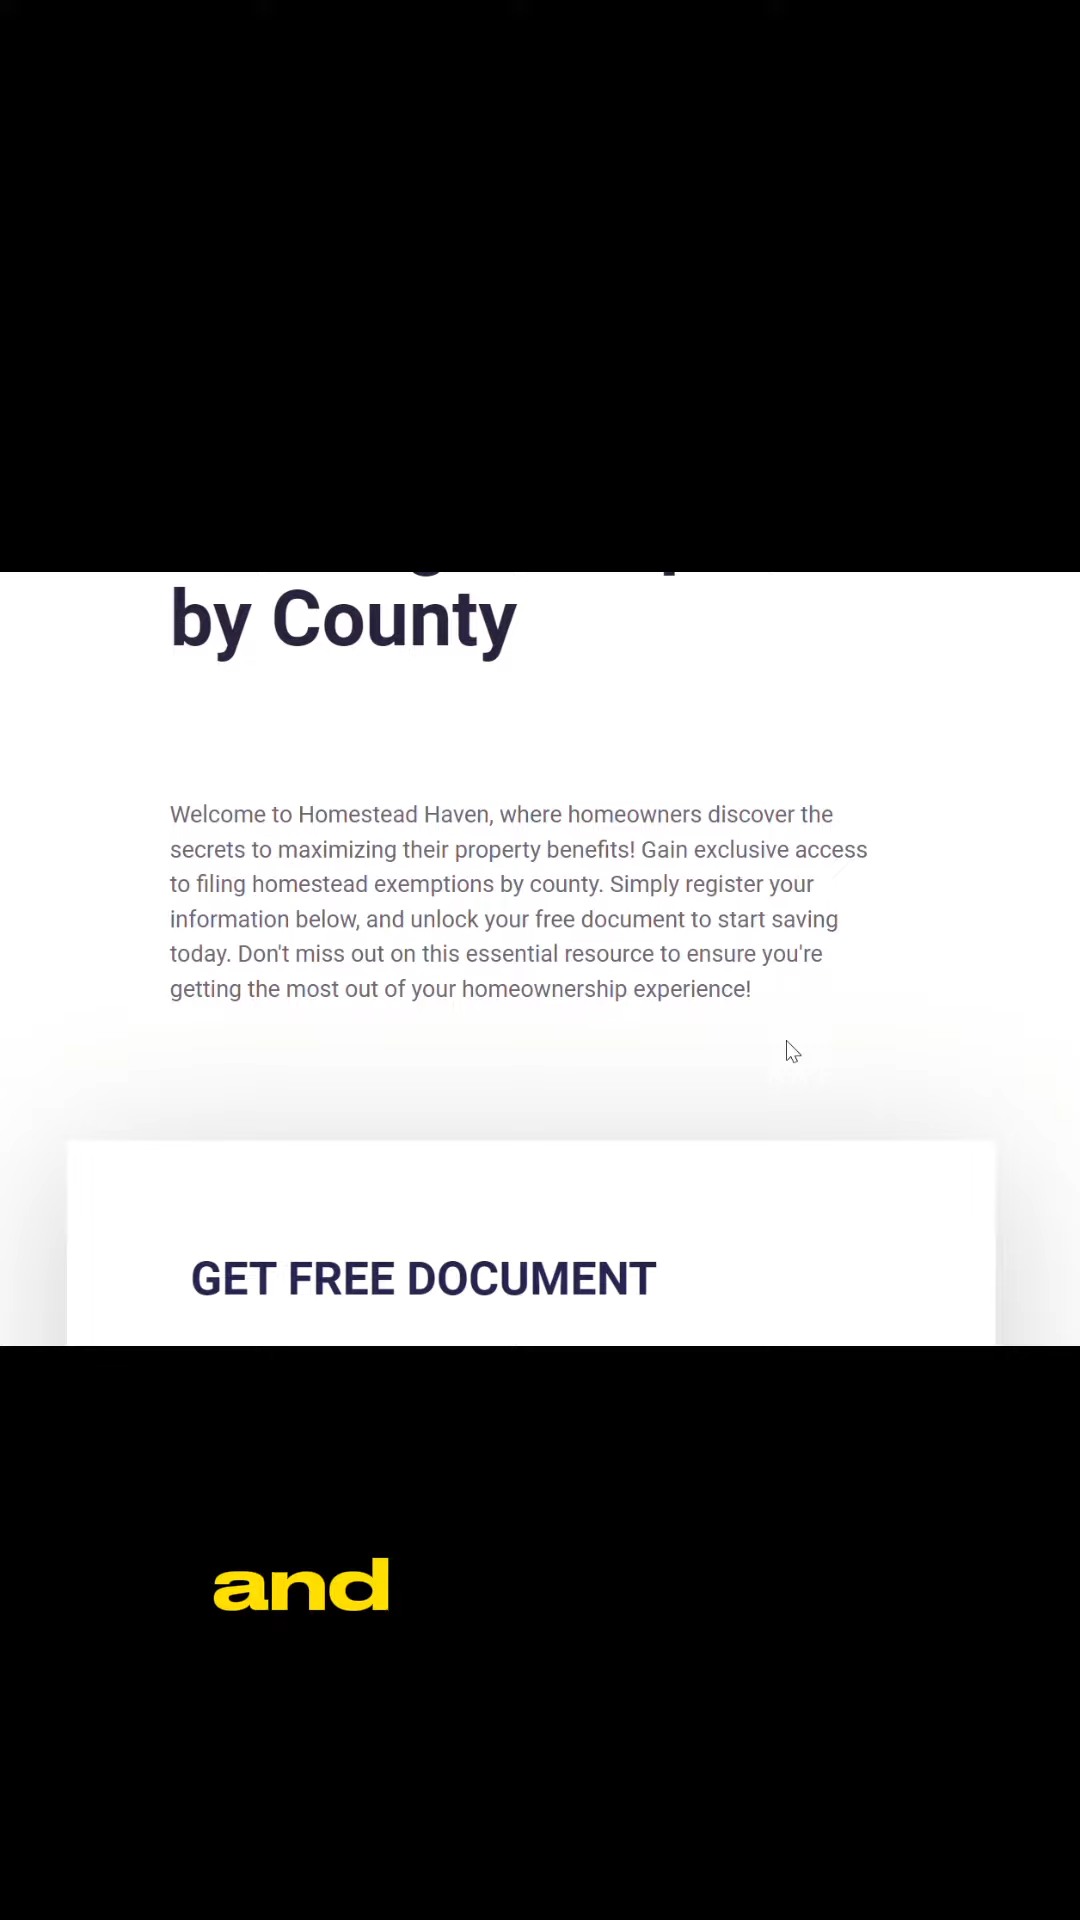 by County
Welcome to Homestead Haven, where homeowners discover the
secrets to maximizing their property benefits! Gain exclusive access
to filing homestead exemptions by county. Simply register your
information below, and unlock your free document to start saving
today. Don't miss out on this essential resource to ensure you're
getting the most out of your homeownership experience!
GET FREE DOCUMENT
and